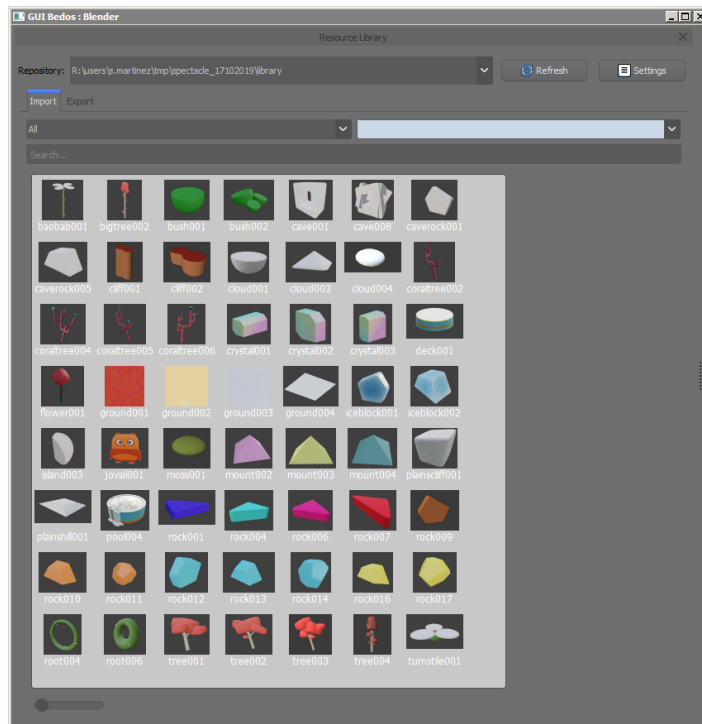 GUI Bedos : Blender
Resource Library
Repository: R:\users\s.martinez\tmp\spectacle_17102019\library Refresh Settings
Import Export
All
Search...
baobab001 bigtree002 bush001 bush002 cave001 cave008 caverock001
caverock005 cliff001 cliff002 cloud001 cloud003 cloud004 coraltree002
coraltree004 coraltree005 coraltree006 crystal001 crystal002 crystal003 deck001
flower001 ground001 ground002 ground003 ground004 iceblock001 iceblock002
island003 jovial001 moss001 mount002 mount003 mount004 plainscliff001
plainshill001 pool004 rock001 rock004 rock006 rock007 rock009
rock010 rock011 rock012 rock013 rock014 rock016 rock017
root004 root006 tree001 tree002 tree003 tree004 turnstile001